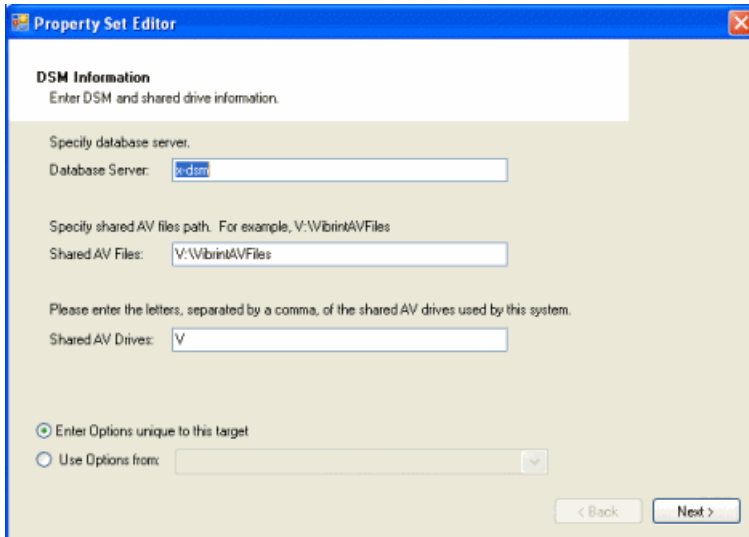 Property Set Editor
DSM Information
Enter DSM and shared drive information.
Specify database server.
Database Server: x-dsm
Specify shared AV files path. For example, V:\VibrintAVFiles
Shared AV Files: V:\VibrintAVFiles
Please enter the letters, separated by a comma, of the shared AV drives used by this system.
Shared AV Drives: V
Enter Options unique to this target
Use Options from:
< Back Next >